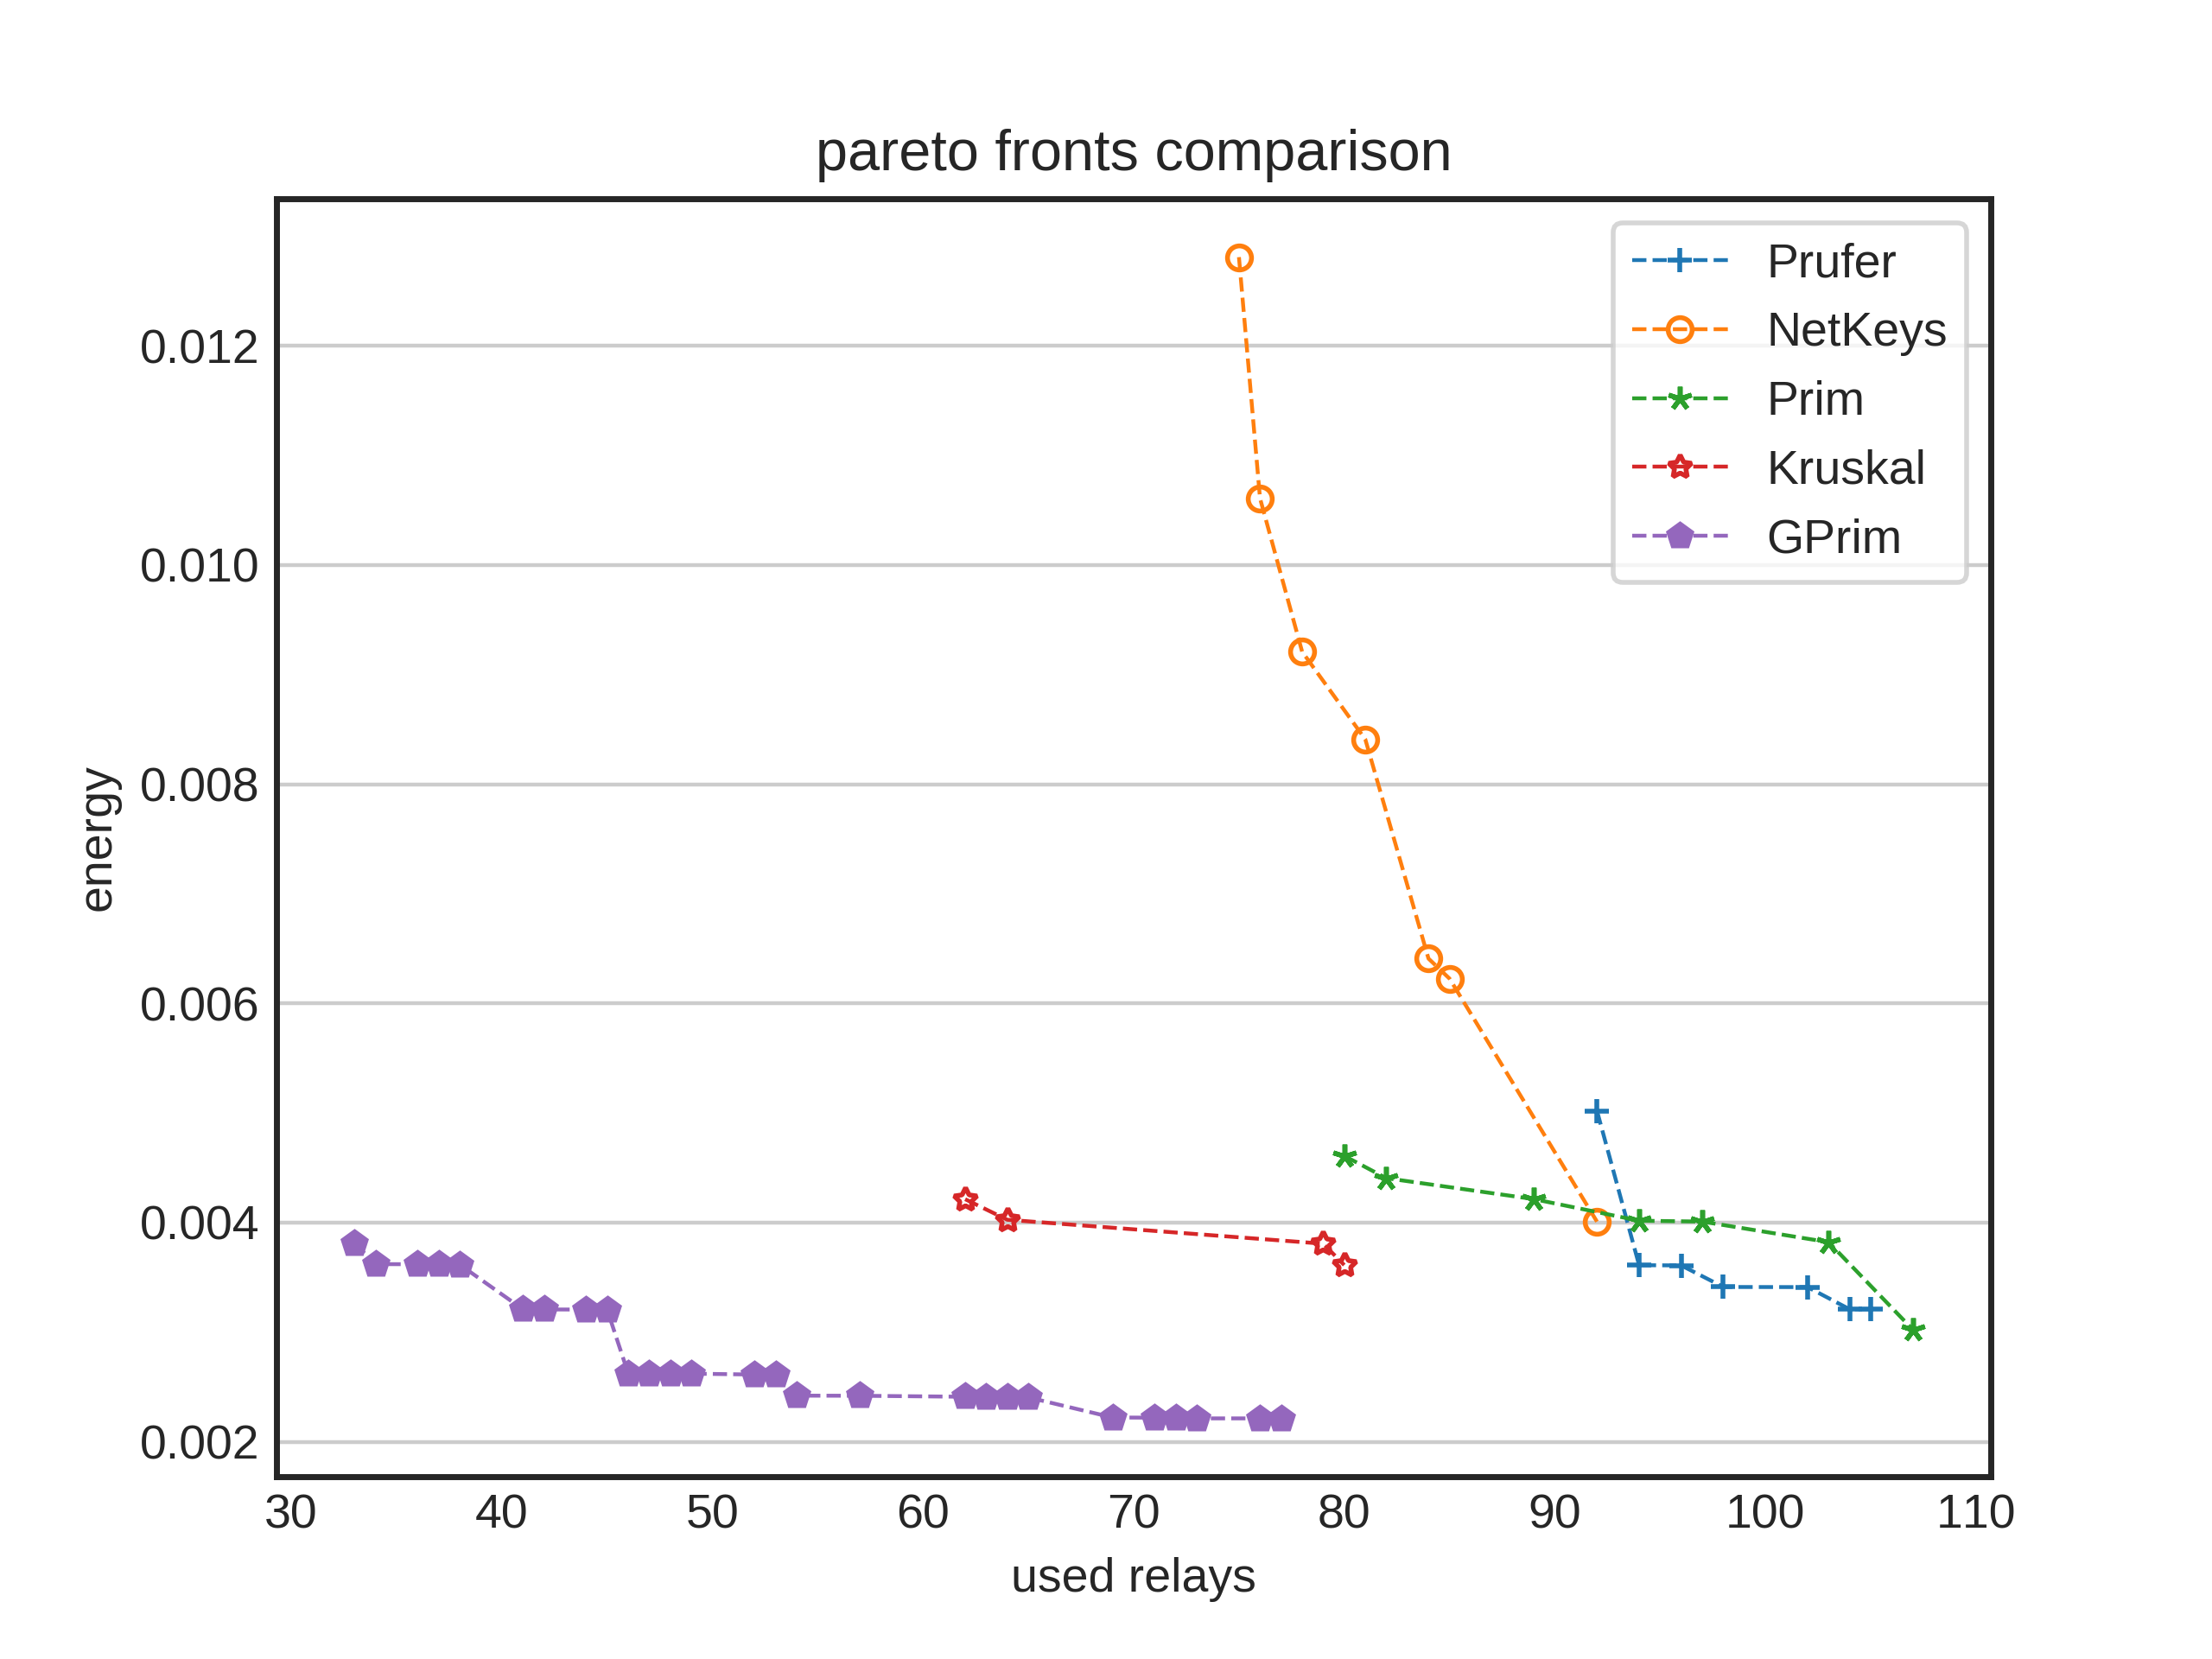 pareto fronts comparison
Prufer
NetKeys
Prim
Kruskal
GPrim
0.012
0.010
0.008
0.006
0.004
0.002
energy
30 40 50 60 70 80 90 100 110
used relays